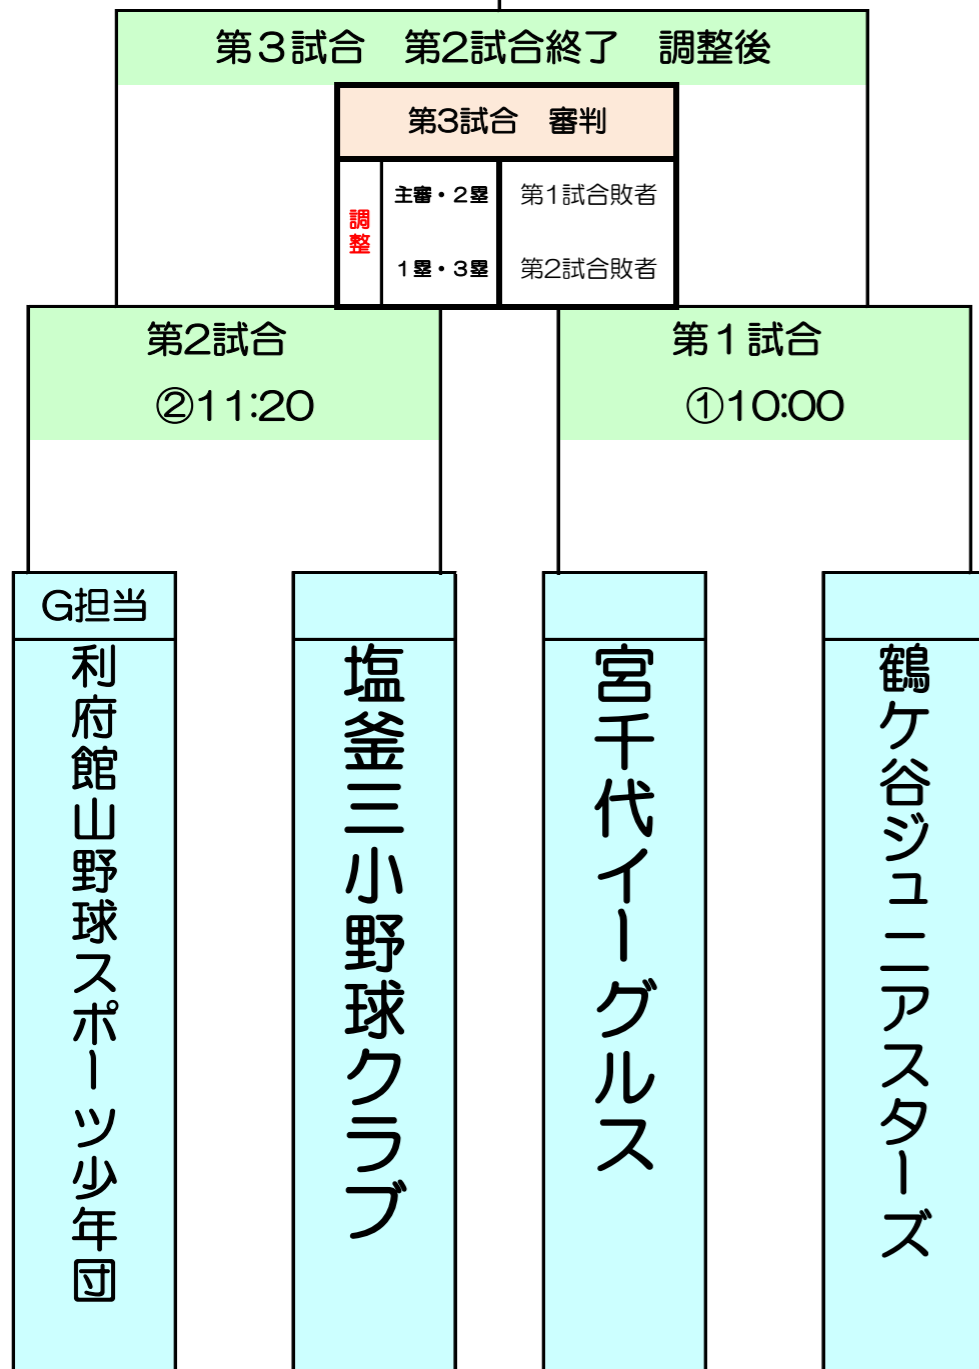 第３試合　第2試合終了　調整後
第3試合　審判
調整
主審・２塁
第1試合敗者
１塁・３塁
第2試合敗者
第2試合
②11:20
第１試合
①10:00
G担当
利府館山野球スポーツ少年団
塩釜三小野球クラブ
宮千代イーグルス
鶴ケ谷ジュニアスターズ